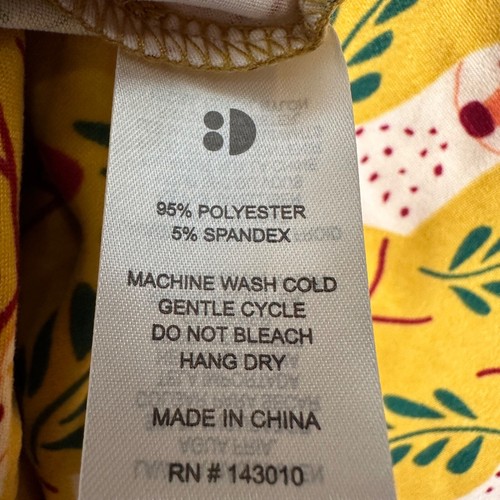 95% POLYESTER
5% SPANDEX
MACHINE WASH COLD
GENTLE CYCLE
DO NOT BLEACH
HANG DRY
MADE IN CHINA
RN # 143010